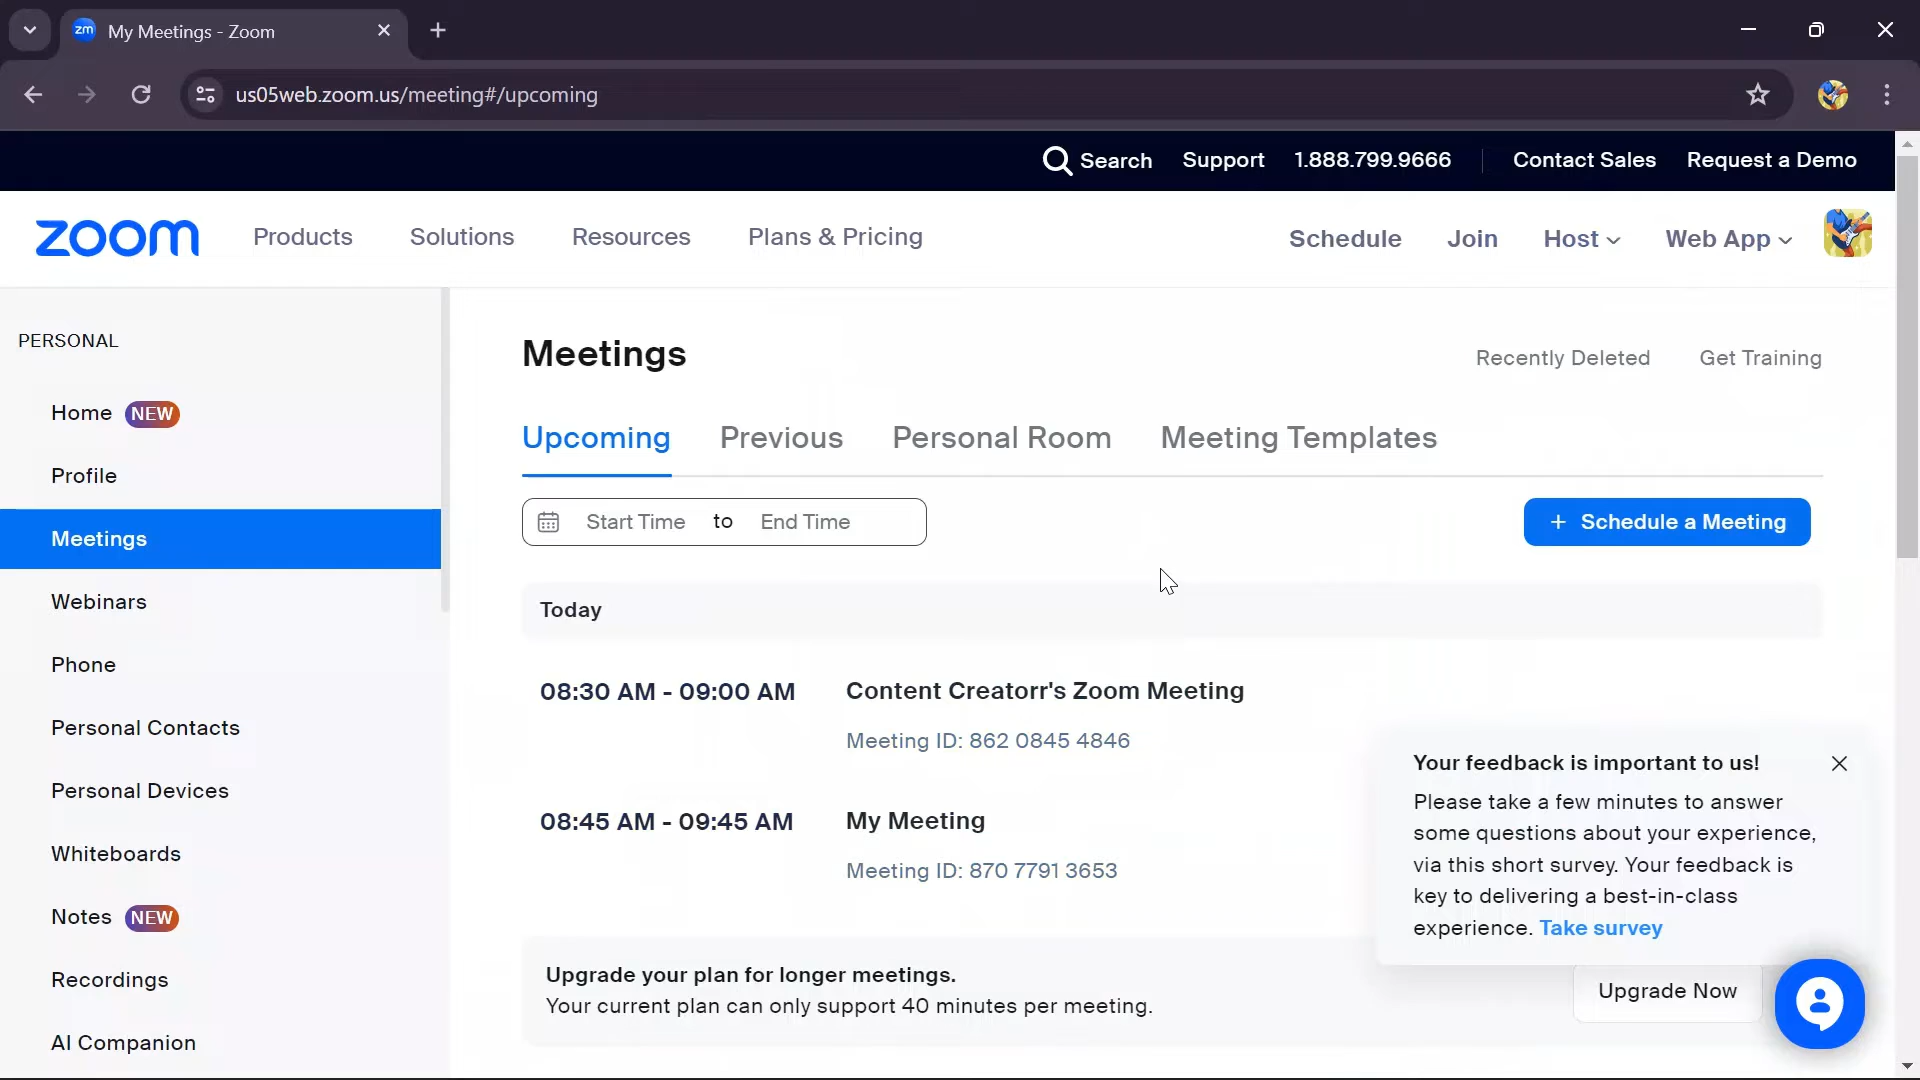 zm My Meetings - Zoom
us05web.zoom.us/meeting#/upcoming
Search Support 1.888.799.9666 Contact Sales Request a Demo
zoom Products Solutions Resources Plans & Pricing Schedule Join Host Web App
PERSONAL
Home NEW
Profile
Meetings
Webinars
Phone
Personal Contacts
Personal Devices
Whiteboards
Notes NEW
Recordings
AI Companion
Meetings
Recently Deleted Get Training
Upcoming Previous Personal Room Meeting Templates
Start Time to End Time
+ Schedule a Meeting
Today
08:30 AM - 09:00 AM Content Creatorr's Zoom Meeting
Meeting ID: 862 0845 4846
08:45 AM - 09:45 AM My Meeting
Meeting ID: 870 7791 3653
Upgrade your plan for longer meetings.
Your current plan can only support 40 minutes per meeting.
Upgrade Now
Your feedback is important to us!
Please take a few minutes to answer
some questions about your experience,
via this short survey. Your feedback is
key to delivering a best-in-class
experience. Take survey